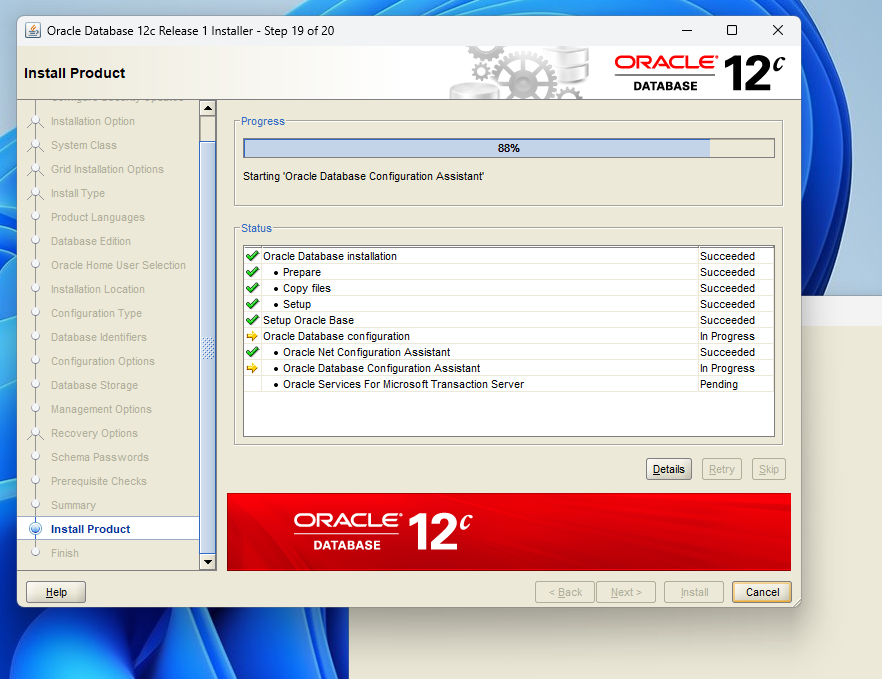 Oracle Database 12c Release 1 Installer - Step 19 of 20
Install Product
ORACLE®
DATABASE
12c
Configure Security Updates
Installation Option
System Class
Grid Installation Options
Install Type
Product Languages
Database Edition
Oracle Home User Selection
Installation Location
Configuration Type
Database Identifiers
Configuration Options
Database Storage
Management Options
Recovery Options
Schema Passwords
Prerequisite Checks
Summary
Install Product
Finish
Progress
88%
Starting 'Oracle Database Configuration Assistant'
Status
Oracle Database installation Succeeded
• Prepare Succeeded
• Copy files Succeeded
• Setup Succeeded
Setup Oracle Base Succeeded
Oracle Database configuration In Progress
• Oracle Net Configuration Assistant Succeeded
• Oracle Database Configuration Assistant In Progress
• Oracle Services For Microsoft Transaction Server Pending
Details Retry Skip
ORACLE®
DATABASE
12c
Help < Back Next > Install Cancel